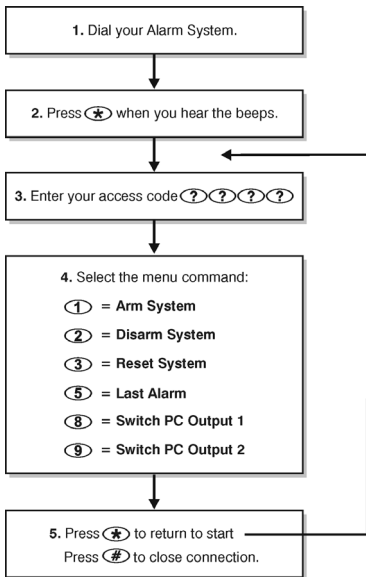 1. Dial your Alarm System.
2. Press * when you hear the beeps.
3. Enter your access code ? ? ? ?
4. Select the menu command:
1 = Arm System
2 = Disarm System
3 = Reset System
5 = Last Alarm
8 = Switch PC Output 1
9 = Switch PC Output 2
5. Press * to return to start
Press # to close connection.